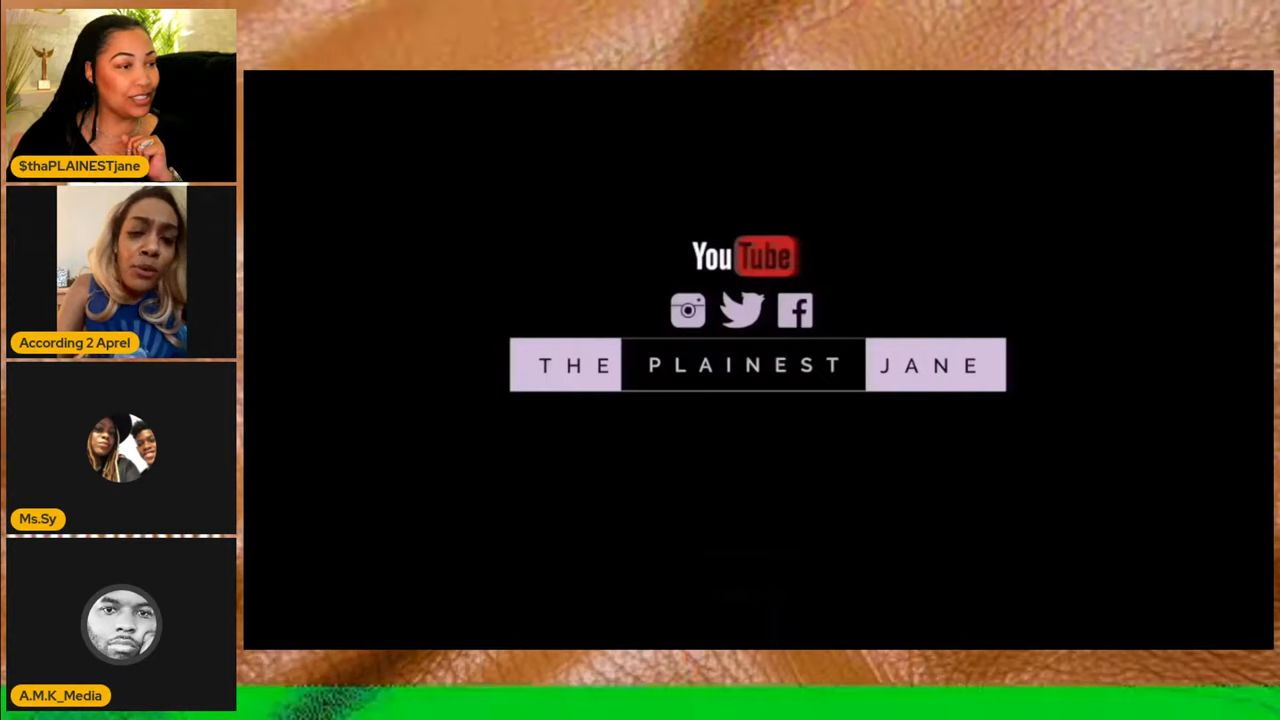 $thaPLAINESTjane
According 2 Aprel
Ms.Sy
A.M.K_Media
YouTube
THE PLAINEST JANE